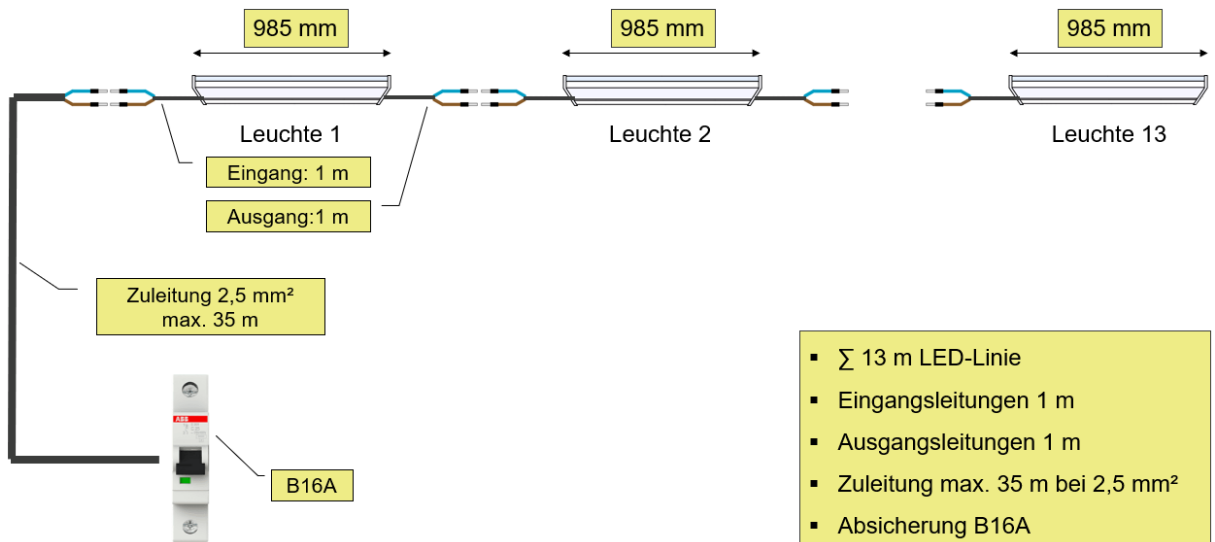 985 mm
985 mm
985 mm
Leuchte 1
Leuchte 2
Leuchte 13
Eingang: 1 m
Ausgang:1 m
Zuleitung 2,5 mm²
max. 35 m
ABB
B16A
▪ ∑ 13 m LED-Linie
▪ Eingangsleitungen 1 m
▪ Ausgangsleitungen 1 m
▪ Zuleitung max. 35 m bei 2,5 mm²
▪ Absicherung B16A